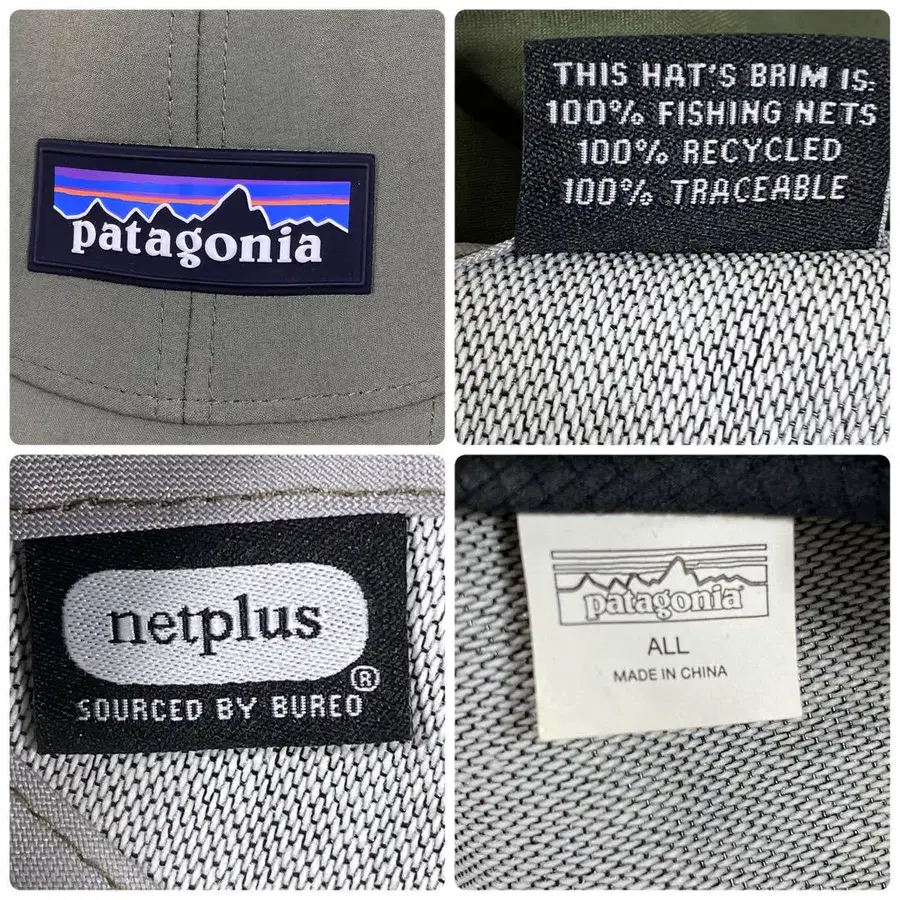 patagonia
THIS HAT'S BRIM IS:
100% FISHING NETS
100% RECYCLED
100% TRACEABLE
netplus
®
SOURCED BY BUREO
patagonia
ALL
MADE IN CHINA